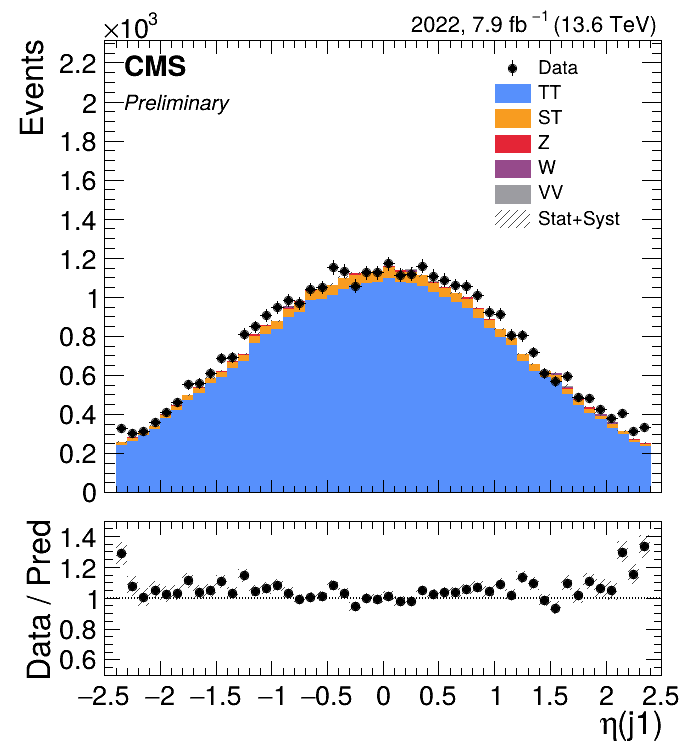 ×10³
2022, 7.9 fb⁻¹ (13.6 TeV)
Events
CMS
Preliminary
Data
TT
ST
Z
W
VV
Stat+Syst
2.2
2
1.8
1.6
1.4
1.2
1
0.8
0.6
0.4
0.2
0
Data / Pred
1.4
1.2
1
0.8
0.6
−2.5 −2 −1.5 −1 −0.5 0 0.5 1 1.5 2 2.5
η(j1)